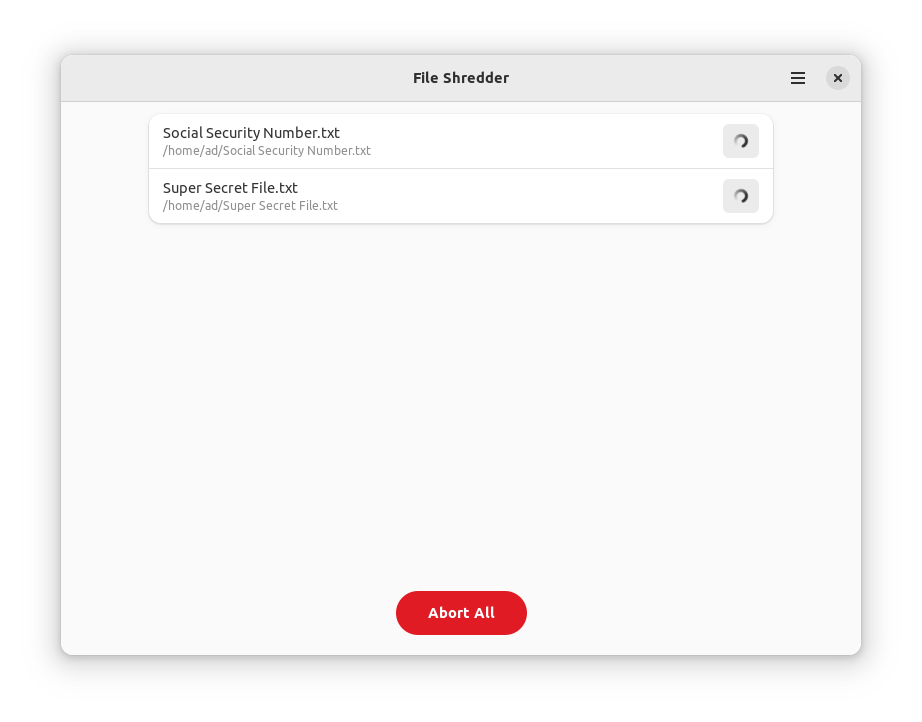 File Shredder
Social Security Number.txt
/home/ad/Social Security Number.txt
Super Secret File.txt
/home/ad/Super Secret File.txt
Abort All